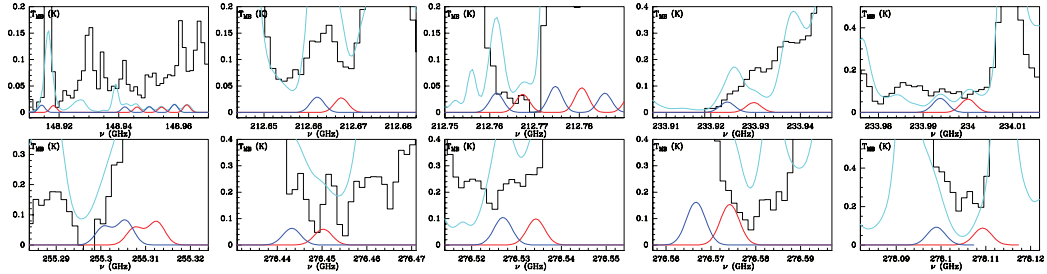 T_MB (K)
0.2
0.15
0.1
0.05
0
148.92 148.94 148.96
ν (GHz)
T_MB (K)
0.2
0.15
0.1
0.05
0
212.65 212.66 212.67 212.68
ν (GHz)
T_MB (K)
0.2
0.15
0.1
0.05
0
212.75 212.76 212.77 212.78
ν (GHz)
T_MB (K)
0.4
0.3
0.2
0.1
0
233.91 233.92 233.93 233.94
ν (GHz)
T_MB (K)
0.4
0.2
0
233.98 233.99 234 234.01
ν (GHz)
T_MB (K)
0.3
0.2
0.1
0
255.29 255.3 255.31 255.32
ν (GHz)
T_MB (K)
0.4
0.3
0.2
0.1
0
276.44 276.45 276.46 276.47
ν (GHz)
T_MB (K)
0.4
0.3
0.2
0.1
0
276.52 276.53 276.54 276.55
ν (GHz)
T_MB (K)
0.4
0.3
0.2
0.1
0
276.56 276.57 276.58 276.59
ν (GHz)
T_MB (K)
0.4
0.2
0
278.09 278.1 278.11 278.12
ν (GHz)